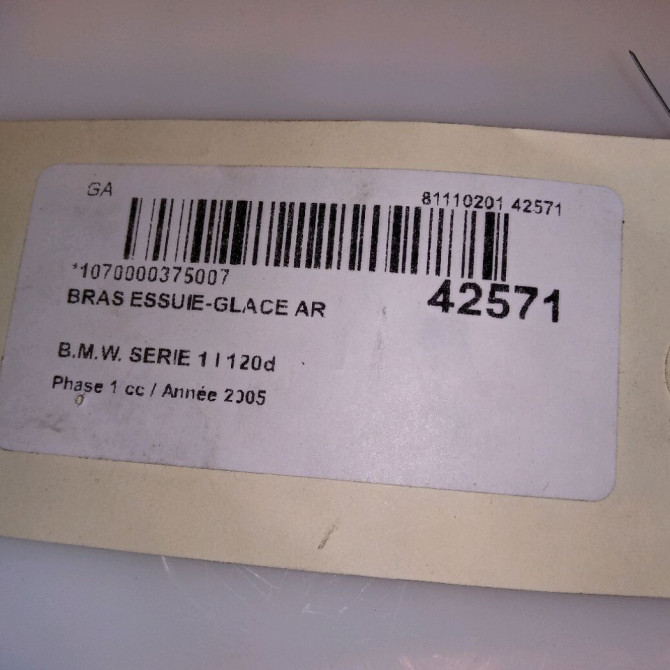 GA
81110201 42571
*1070000375007
42571
BRAS ESSUIE-GLACE AR
B.M.W. SERIE 1 I 120d
Phase 1 cc / Année 2005